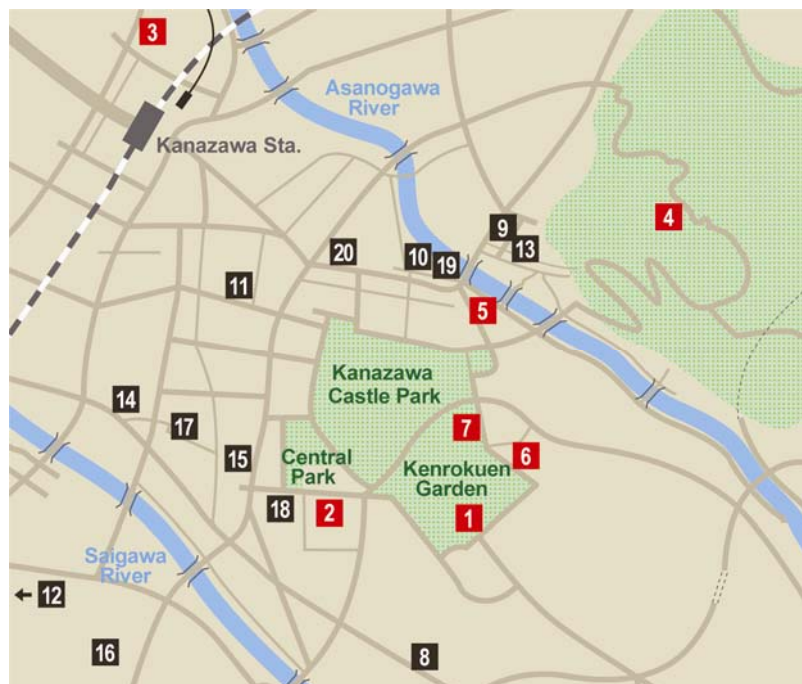 3
Asanogawa
River
Kanazawa Sta.
4
9
13
20
10
19
11
5
Kanazawa
Castle Park
14
17
7
15
Central
Park
6
Kenrokuen
Garden
18
2
1
Saigawa
River
12
16
8